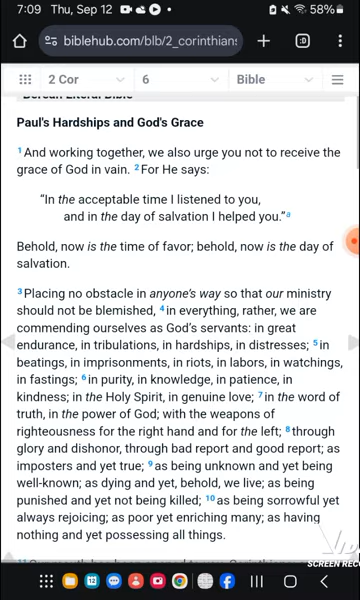 7:09 Thu, Sep 12 58%
biblehub.com/blb/2_corinthians
:D
2 Cor 6 Bible
Berean Literal Bible
Paul's Hardships and God's Grace
1 And working together, we also urge you not to receive the
grace of God in vain. 2 For He says:
“In the acceptable time I listened to you,
and in the day of salvation I helped you.” a
Behold, now is the time of favor; behold, now is the day of
salvation.
3 Placing no obstacle in anyone’s way so that our ministry
should not be blemished, 4 in everything, rather, we are
commending ourselves as God’s servants: in great
endurance, in tribulations, in hardships, in distresses; 5 in
beatings, in imprisonments, in riots, in labors, in watchings,
in fastings; 6 in purity, in knowledge, in patience, in
kindness; in the Holy Spirit, in genuine love; 7 in the word of
truth, in the power of God; with the weapons of
righteousness for the right hand and for the left; 8 through
glory and dishonor, through bad report and good report; as
imposters and yet true; 9 as being unknown and yet being
well-known; as dying and yet, behold, we live; as being
punished and yet not being killed; 10 as being sorrowful yet
always rejoicing; as poor yet enriching many; as having
nothing and yet possessing all things.
SCREEN REC